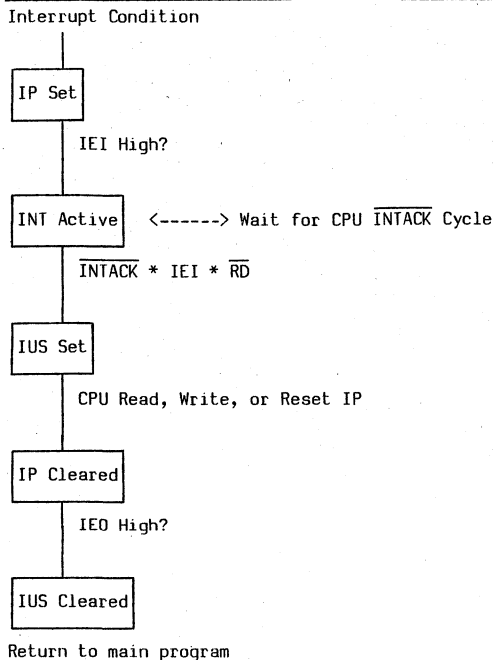 Interrupt Condition
IP Set
IEI High?
INT Active <------> Wait for CPU INTACK Cycle
INTACK * IEI * RD
IUS Set
CPU Read, Write, or Reset IP
IP Cleared
IEO High?
IUS Cleared
Return to main program